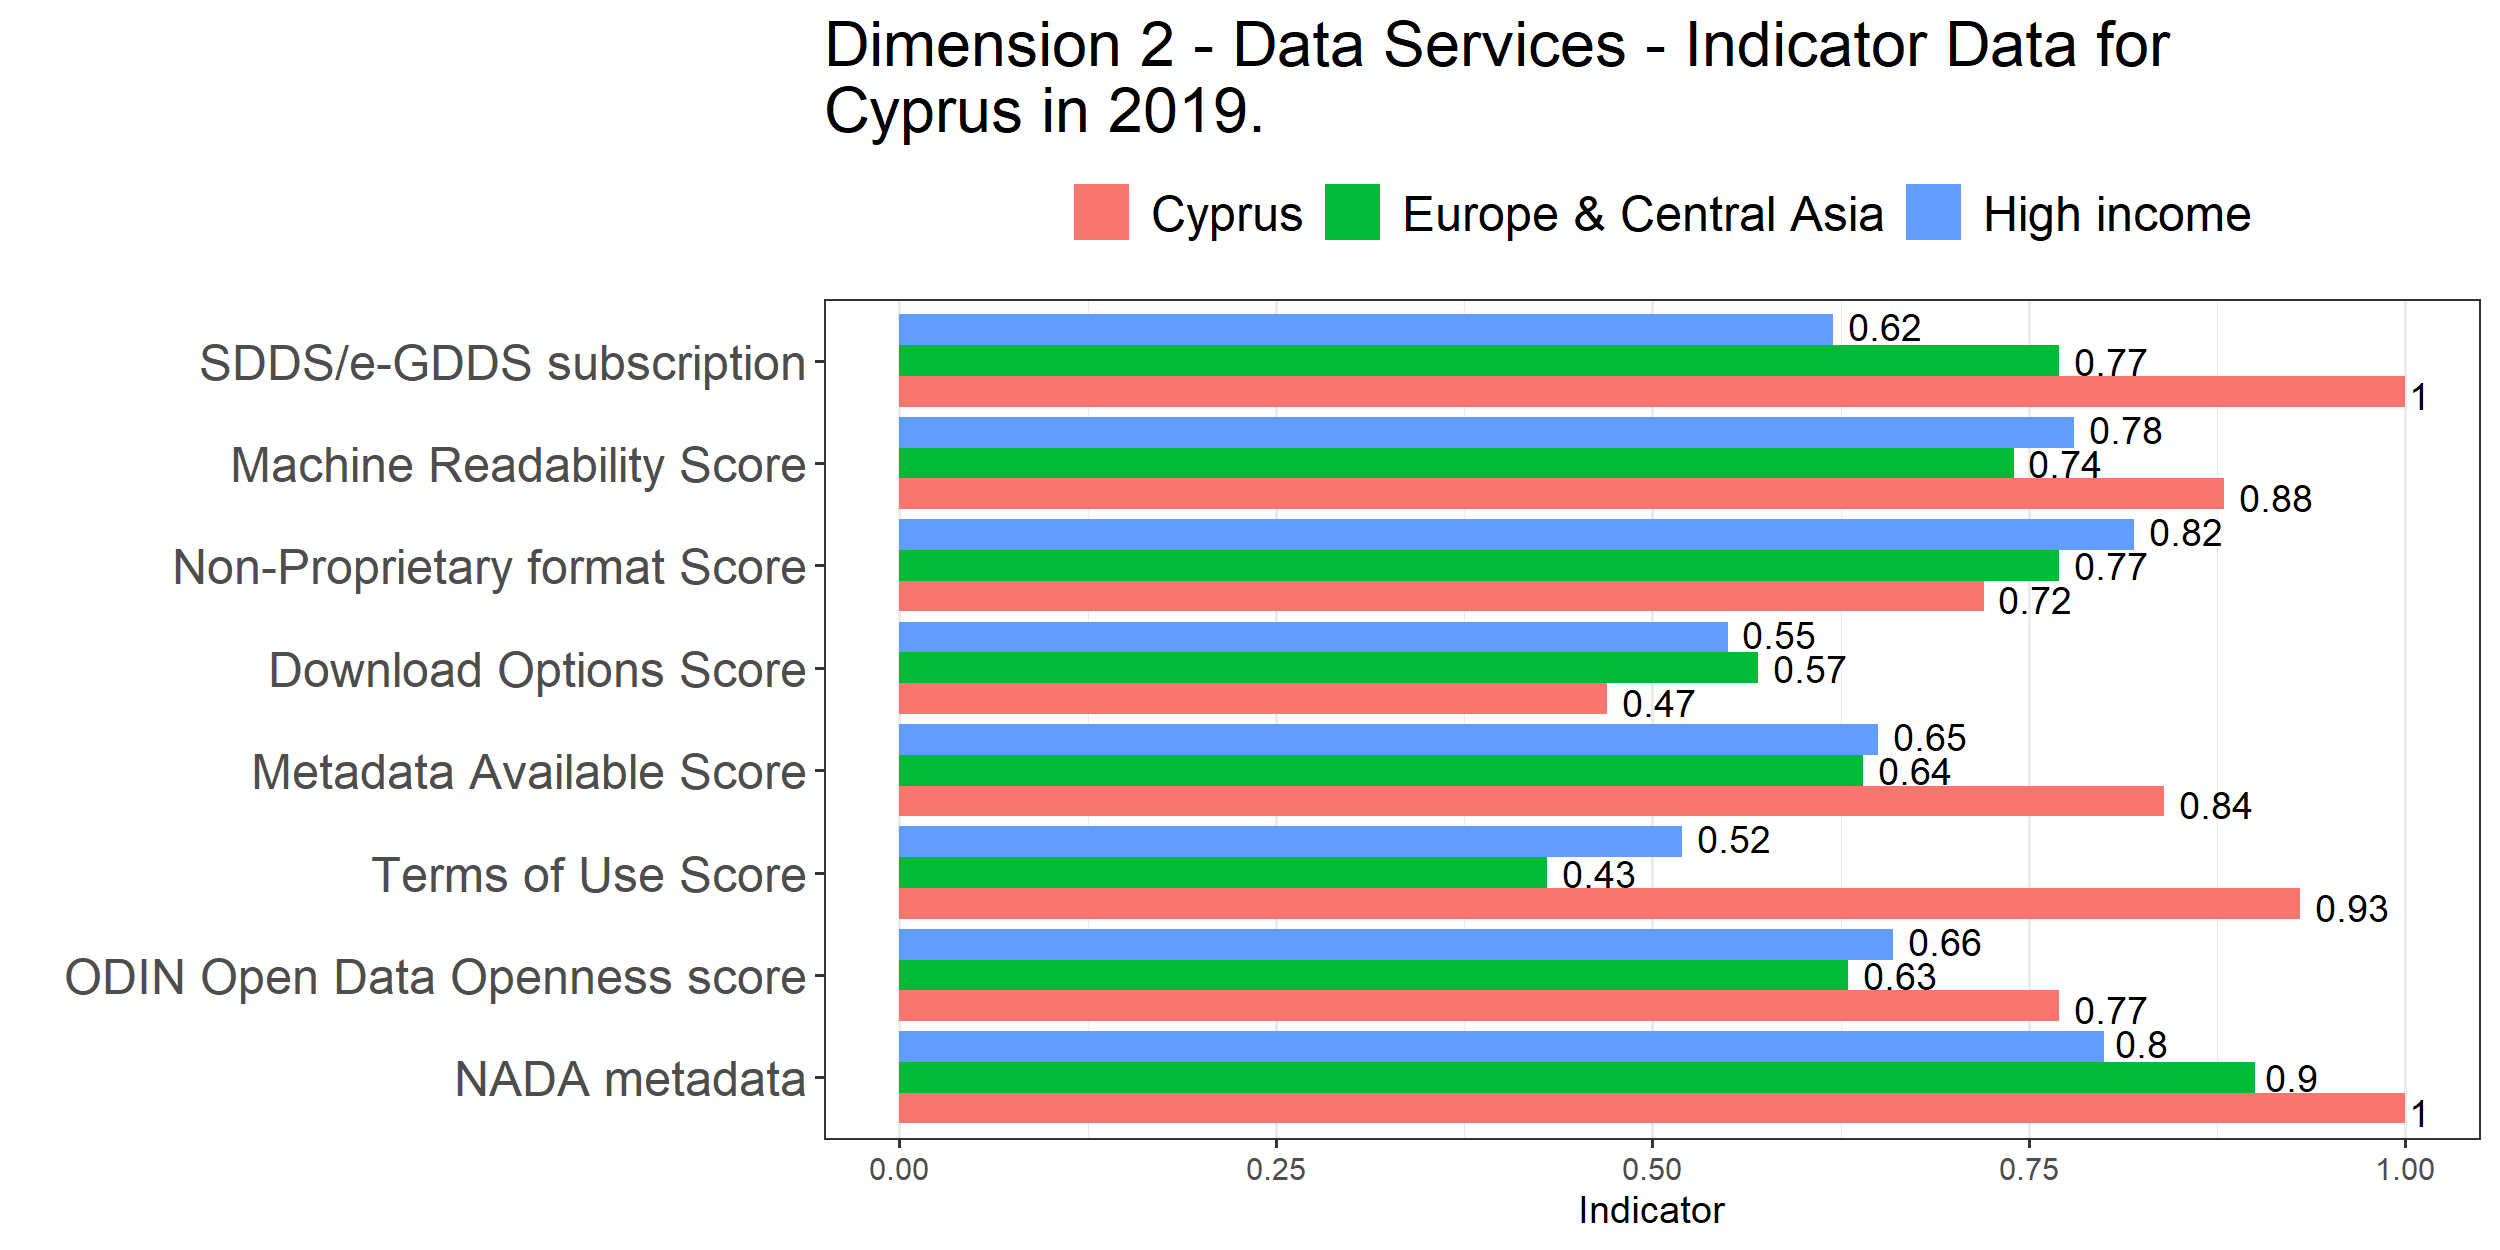 Dimension 2 - Data Services - Indicator Data for
Cyprus in 2019.
Cyprus Europe & Central Asia High income
SDDS/e-GDDS subscription
0.62
0.77
1
Machine Readability Score
0.78
0.74
0.88
Non-Proprietary format Score
0.82
0.77
0.72
Download Options Score
0.55
0.57
0.47
Metadata Available Score
0.65
0.64
0.84
Terms of Use Score
0.52
0.43
0.93
ODIN Open Data Openness score
0.66
0.63
0.77
NADA metadata
0.8
0.9
1
0.00 0.25 0.50 0.75 1.00
Indicator